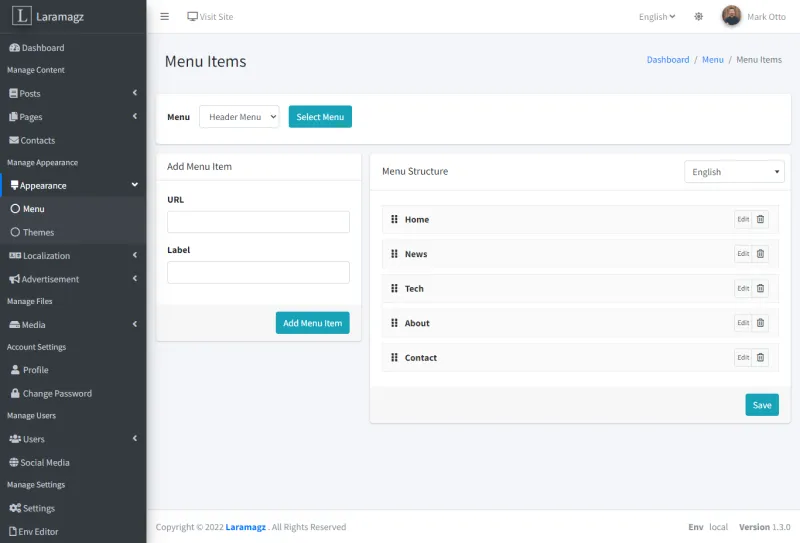 L Laramagz
Visit Site
English
Mark Otto
Dashboard
Manage Content
Posts
Pages
Contacts
Manage Appearance
Appearance
Menu
Themes
Localization
Advertisement
Manage Files
Media
Account Settings
Profile
Change Password
Manage Users
Users
Social Media
Manage Settings
Settings
Env Editor
Menu Items
Dashboard / Menu / Menu Items
Menu Header Menu Select Menu
Add Menu Item
URL
Label
Add Menu Item
Menu Structure English
Home Edit
News Edit
Tech Edit
About Edit
Contact Edit
Save
Copyright © 2022 Laramagz . All Rights Reserved
Env local Version 1.3.0